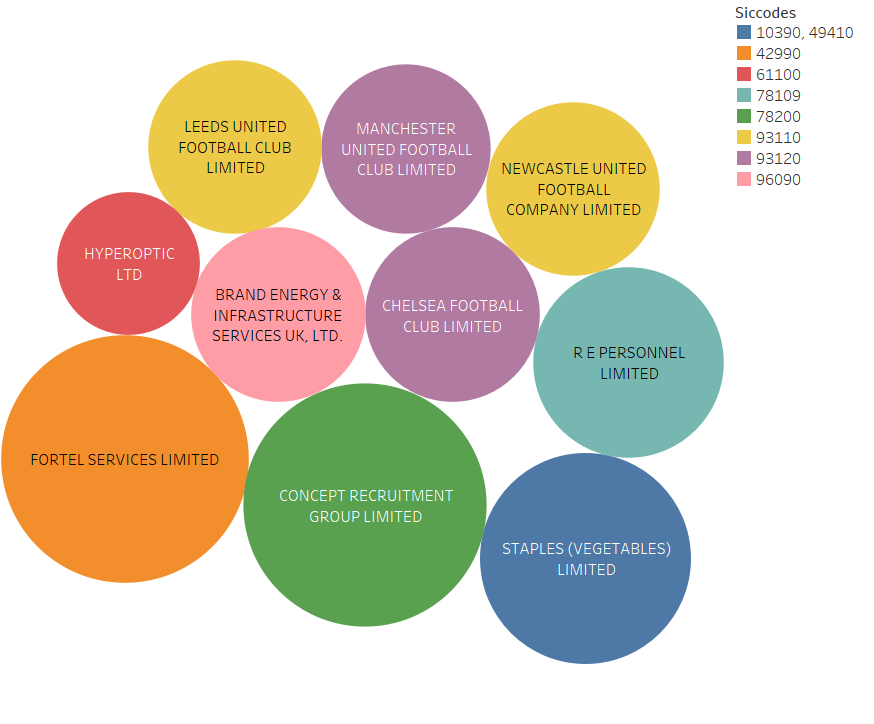 Siccodes
10390, 49410
42990
61100
78109
78200
93110
93120
96090
LEEDS UNITED
FOOTBALL CLUB
LIMITED
MANCHESTER
UNITED FOOTBALL
CLUB LIMITED
NEWCASTLE UNITED
FOOTBALL
COMPANY LIMITED
HYPEROPTIC
LTD
BRAND ENERGY &
INFRASTRUCTURE
SERVICES UK, LTD.
CHELSEA FOOTBALL
CLUB LIMITED
R E PERSONNEL
LIMITED
FORTEL SERVICES LIMITED
CONCEPT RECRUITMENT
GROUP LIMITED
STAPLES (VEGETABLES)
LIMITED